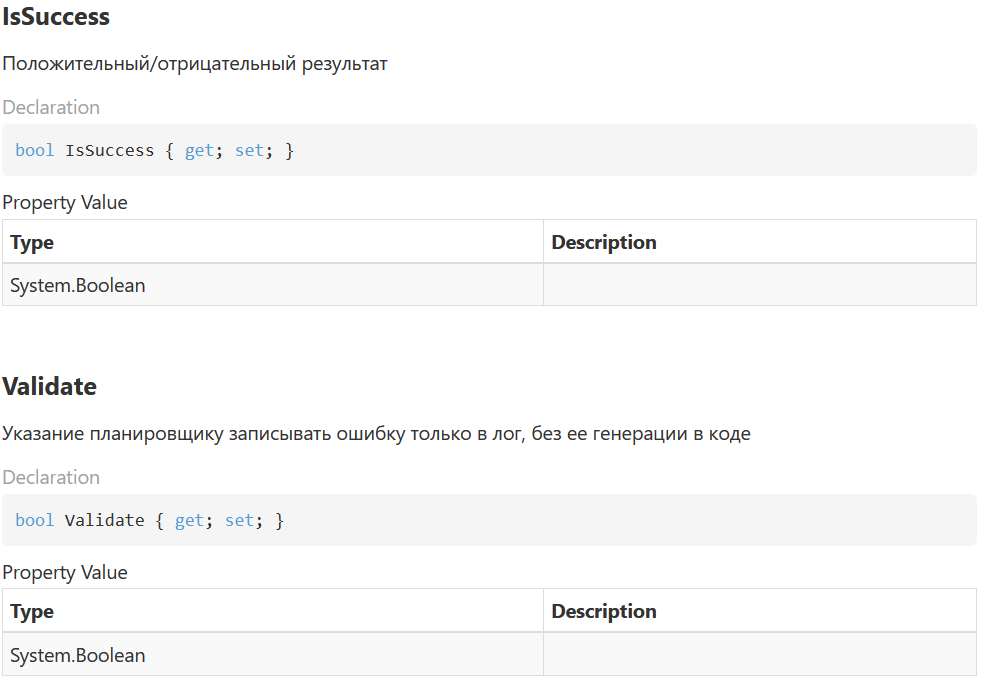 IsSuccess
Положительный/отрицательный результат
Declaration
bool IsSuccess { get; set; }
Property Value
Type Description
System.Boolean
Validate
Указание планировщику записывать ошибку только в лог, без ее генерации в коде
Declaration
bool Validate { get; set; }
Property Value
Type Description
System.Boolean